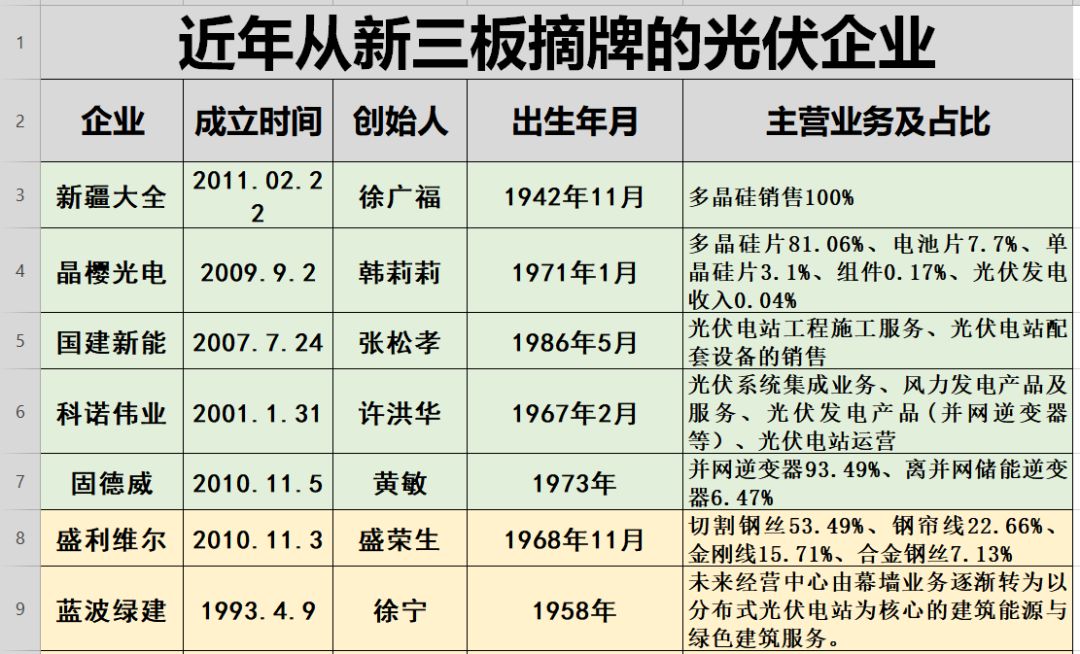 1
近年从新三板摘牌的光伏企业
2
企业 成立时间 创始人 出生年月 主营业务及占比
3
新疆大全 2011.02.2
2 徐广福 1942年11月 多晶硅销售100%
4
晶樱光电 2009.9.2 韩莉莉 1971年1月 多晶硅片81.06%、电池片7.7%、单
晶硅片3.1%、组件0.17%、光伏发电
收入0.04%
5
国建新能 2007.7.24 张松孝 1986年5月 光伏电站工程施工服务、光伏电站配
套设备的销售
6
科诺伟业 2001.1.31 许洪华 1967年2月 光伏系统集成业务、风力发电产品及
服务、光伏发电产品(并网逆变器
等）、光伏电站运营
7
固德威 2010.11.5 黄敏 1973年 并网逆变器93.49%、离并网储能逆变
器6.47%
8
盛利维尔 2010.11.3 盛荣生 1968年11月 切割钢丝53.49%、钢帘线22.66%、
金刚线15.71%、合金钢丝7.13%
9
蓝波绿建 1993.4.9 徐宁 1958年 未来经营中心由幕墙业务逐渐转为以
分布式光伏电站为核心的建筑能源与
绿色建筑服务。